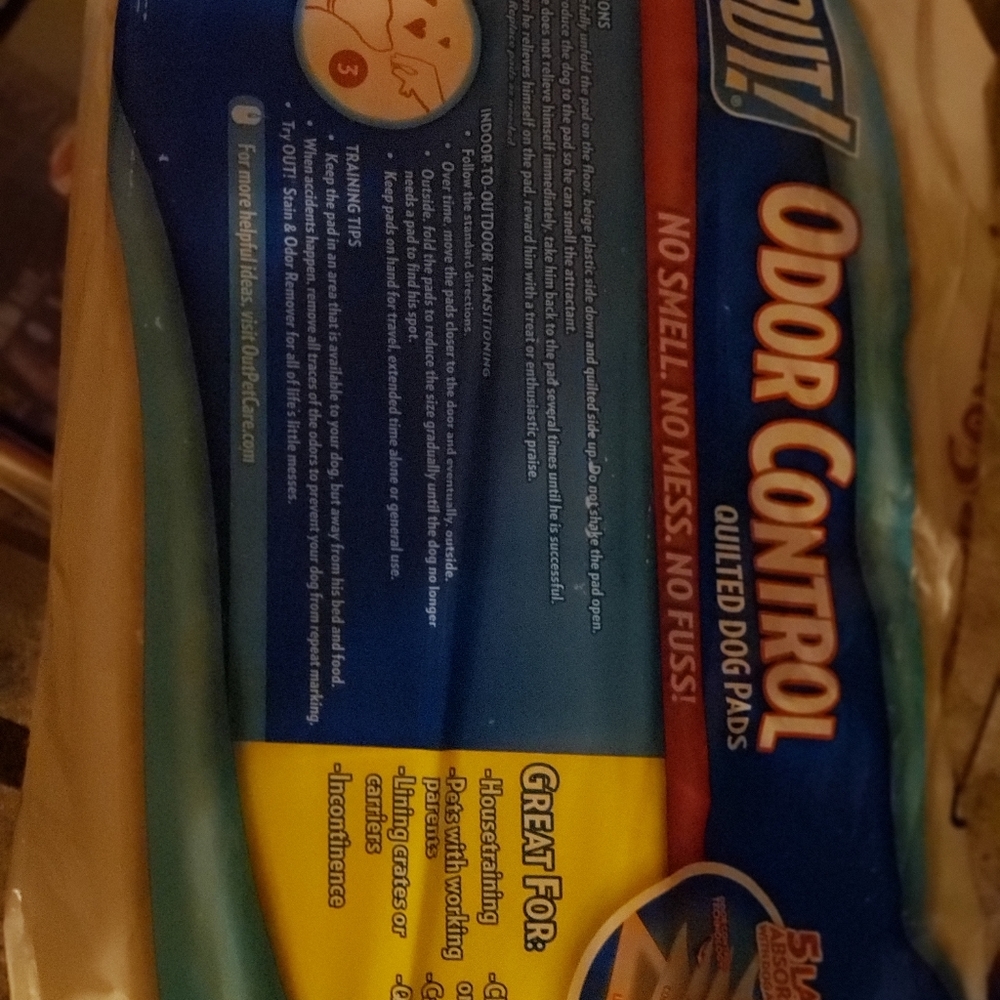 OUT!®
ODOR CONTROL
QUILTED DOG PADS
NO SMELL. NO MESS. NO FUSS!
unfold the pad on the floor, beige plastic side down and quilted side up. Do not shake the pad open.
the dog to the pad so he can smell the attractant.
does not relieve himself immediately, take him back to the pad several times until he is successful.
he relieves himself on the pad, reward him with a treat or enthusiastic praise.
Replace pads as needed
3
INDOOR-TO-OUTDOOR TRANSITIONING
• Follow the standard directions.
• Over time, move the pads closer to the door and eventually, outside.
• Outside, fold the pads to reduce the size gradually until the dog no longer
needs a pad to find his spot.
• Keep pads on hand for travel, extended time alone or general use.
TRAINING TIPS
• Keep the pad in an area that is available to your dog, but away from his bed and food.
• When accidents happen, remove all traces of the odors to prevent your dog from repeat marking.
• Try OUT! Stain & Odor Remover for all of life's little messes.
For more helpful ideas, visit OutPetCare.com
GREAT FOR:
-Housetraining
-Pets with working
parents
-Lining crates or
carriers
-Incontinence
5